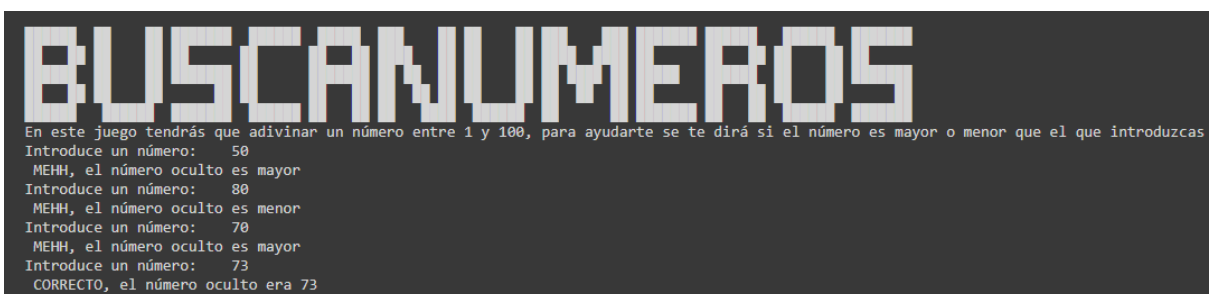 BUSCANUMEROS
En este juego tendrás que adivinar un número entre 1 y 100, para ayudarte se te dirá si el número es mayor o menor que el que introduzcas
Introduce un número: 50
MEHH, el número oculto es mayor
Introduce un número: 80
MEHH, el número oculto es menor
Introduce un número: 70
MEHH, el número oculto es mayor
Introduce un número: 73
CORRECTO, el número oculto era 73